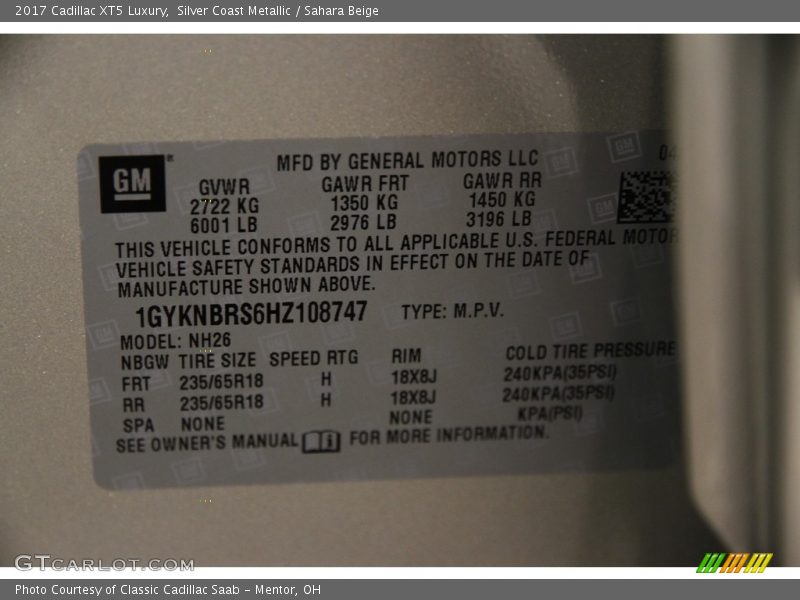 2017 Cadillac XT5 Luxury,  Silver Coast Metallic / Sahara Beige
GM
MFD BY GENERAL MOTORS LLC
04
GVWR GAWR FRT GAWR RR
2722 KG 1350 KG 1450 KG
6001 LB 2976 LB 3196 LB
THIS VEHICLE CONFORMS TO ALL APPLICABLE U.S. FEDERAL MOTOR
VEHICLE SAFETY STANDARDS IN EFFECT ON THE DATE OF
MANUFACTURE SHOWN ABOVE.
1GYKNBRS6HZ108747 TYPE: M.P.V.
MODEL: NH26
NBGW TIRE SIZE SPEED RTG RIM COLD TIRE PRESSURE
FRT 235/65R18 H 18X8J 240KPA(35PSI)
RR 235/65R18 H 18X8J 240KPA(35PSI)
SPA NONE NONE KPA(PSI)
SEE OWNER'S MANUAL FOR MORE INFORMATION.
GTCARLOT.COM
Photo Courtesy of Classic Cadillac Saab – Mentor, OH